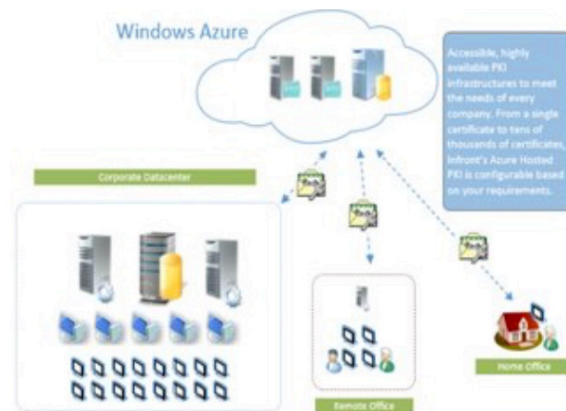 Windows Azure
Accessible, highly
available PKI
infrastructures to meet
the needs of every
company. From a single
certificate to tens of
thousands of certificates,
Infront's Azure Hosted
PKI is configurable based
on your requirements.
Corporate Datacenter
Home Office
Remote Office